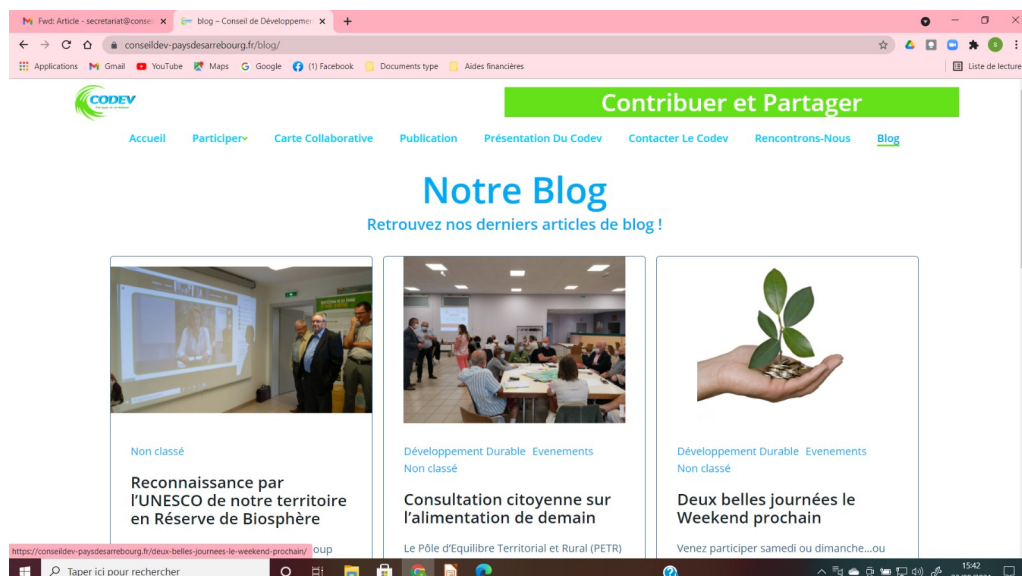 Fwd: Article - secretariat@conseil
blog – Conseil de Développemen
conseildev-paysdesarrebourg.fr/blog/
Applications Gmail YouTube Maps Google (1) Facebook Documents type Aides financières Liste de lecture
CODEV
Contribuer et Partager
Accueil Participer Carte Collaborative Publication Présentation Du Codev Contacter Le Codev Rencontrons-Nous Blog
Notre Blog
Retrouvez nos derniers articles de blog !
Non classé
Reconnaissance par
l'UNESCO de notre territoire
en Réserve de Biosphère
Développement Durable Evenements
Non classé
Consultation citoyenne sur
l'alimentation de demain
Le Pôle d'Equilibre Territorial et Rural (PETR)
Développement Durable Evenements
Non classé
Deux belles journées le
Weekend prochain
Venez participer samedi ou dimanche...ou
https://conseildev-paysdesarrebourg.fr/deux-belles-journees-le-weekend-prochain/
oup
Taper ici pour rechercher
15:42